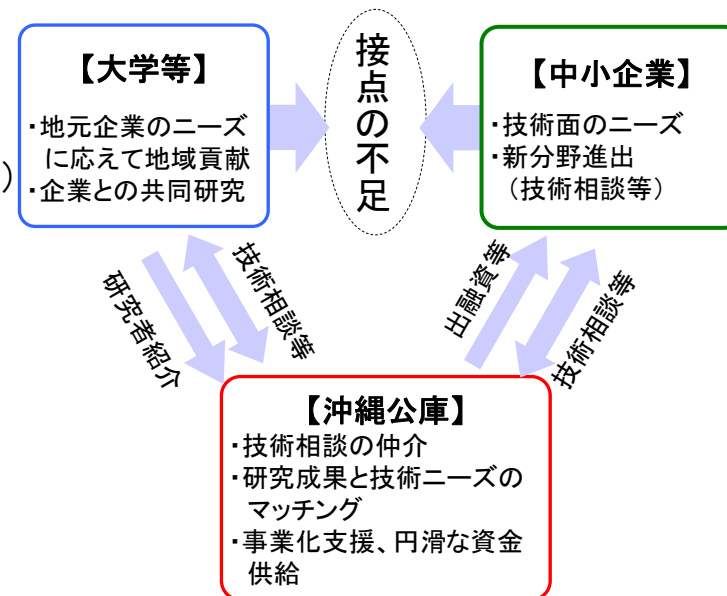 【大学等】
・地元企業のニーズ
に応えて地域貢献
・企業との共同研究
)
接点の不足
【中小企業】
・技術面のニーズ
・新分野進出
（技術相談等）
研究者紹介
技術相談等
出融資等
技術相談等
【沖縄公庫】
・技術相談の仲介
・研究成果と技術ニーズの
マッチング
・事業化支援、円滑な資金
供給